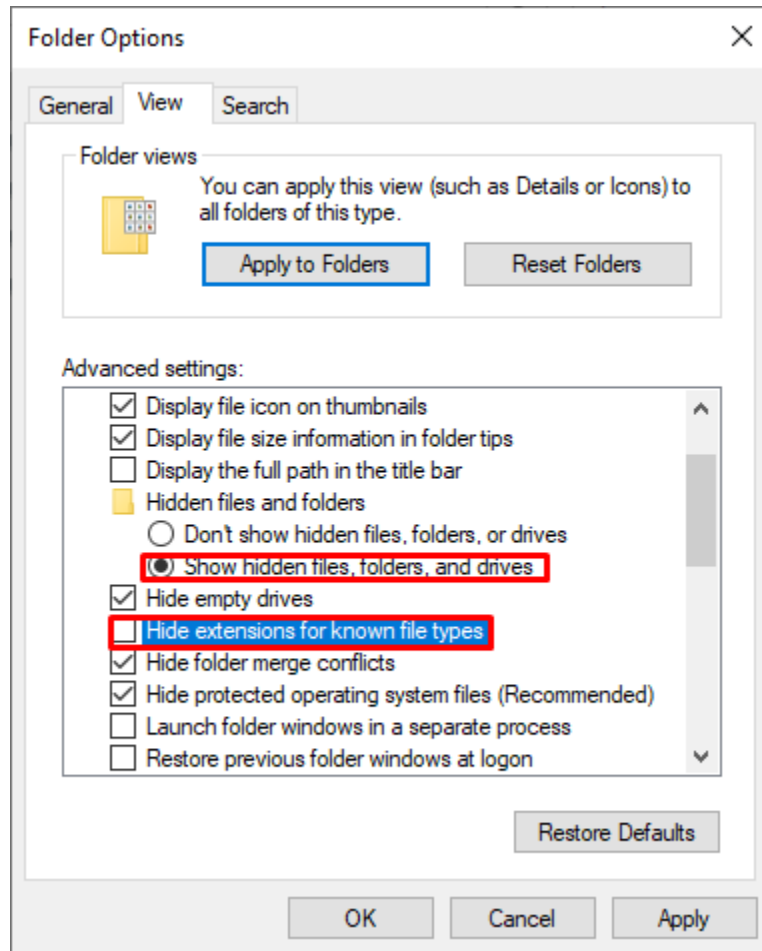 Folder Options
General
View
Search
Folder views
You can apply this view (such as Details or Icons) to
all folders of this type.
Apply to Folders
Reset Folders
Advanced settings:
Display file icon on thumbnails
Display file size information in folder tips
Display the full path in the title bar
Hidden files and folders
Don't show hidden files, folders, or drives
Show hidden files, folders, and drives
Hide empty drives
Hide extensions for known file types
Hide folder merge conflicts
Hide protected operating system files (Recommended)
Launch folder windows in a separate process
Restore previous folder windows at logon
Restore Defaults
OK
Cancel
Apply